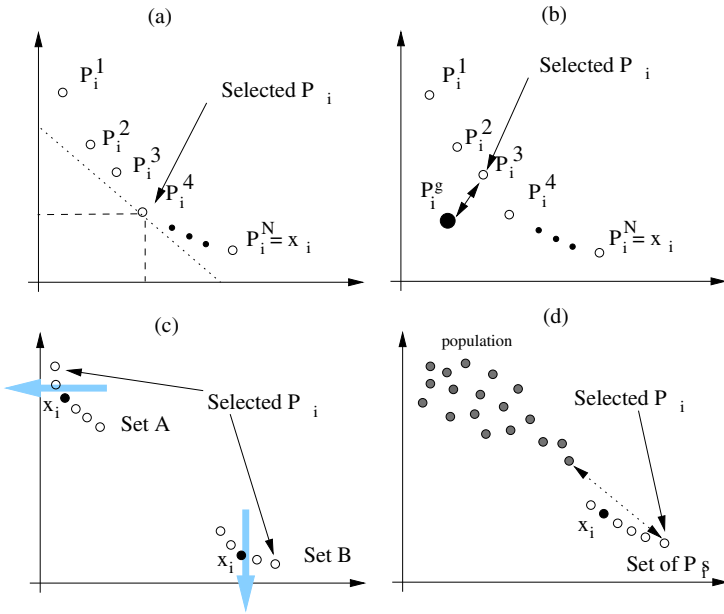 (a)
P_i^1
Selected P_i
P_i^2
P_i^3
P_i^4
P_i^N = x_i
(b)
P_i^1
Selected P_i
P_i^2
P_i^3
P_i^g
P_i^4
P_i^N = x_i
(c)
x_i
Selected P_i
Set A
x_i
Set B
(d)
population
Selected P_i
x_i
Set of P_i s